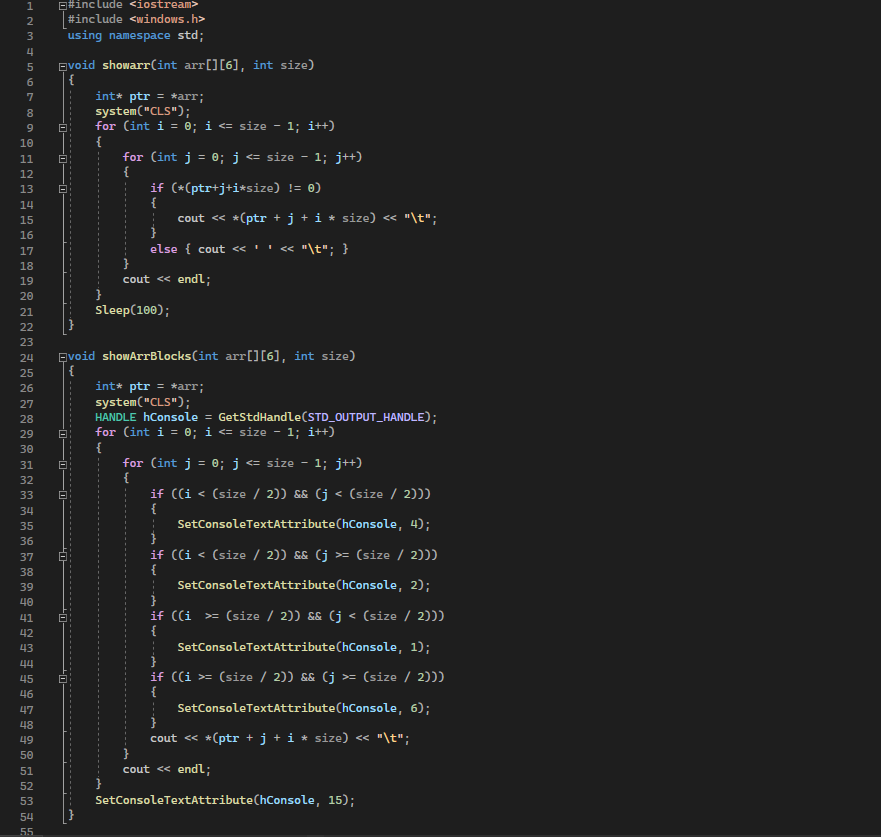 1 #include <iostream>
2 #include <windows.h>
3 using namespace std;
4
5 void showarr(int arr[][6], int size)
6 {
7     int* ptr = *arr;
8     system("CLS");
9     for (int i = 0; i <= size - 1; i++)
10     {
11         for (int j = 0; j <= size - 1; j++)
12         {
13             if (*(ptr+j+i*size) != 0)
14             {
15                 cout << *(ptr + j + i * size) << "\t";
16             }
17             else { cout << ' ' << "\t"; }
18         }
19         cout << endl;
20     }
21     Sleep(100);
22 }
23
24 void showArrBlocks(int arr[][6], int size)
25 {
26     int* ptr = *arr;
27     system("CLS");
28     HANDLE hConsole = GetStdHandle(STD_OUTPUT_HANDLE);
29     for (int i = 0; i <= size - 1; i++)
30     {
31         for (int j = 0; j <= size - 1; j++)
32         {
33             if ((i < (size / 2)) && (j < (size / 2)))
34             {
35                 SetConsoleTextAttribute(hConsole, 4);
36             }
37             if ((i < (size / 2)) && (j >= (size / 2)))
38             {
39                 SetConsoleTextAttribute(hConsole, 2);
40             }
41             if ((i  >= (size / 2)) && (j < (size / 2)))
42             {
43                 SetConsoleTextAttribute(hConsole, 1);
44             }
45             if ((i >= (size / 2)) && (j >= (size / 2)))
46             {
47                 SetConsoleTextAttribute(hConsole, 6);
48             }
49             cout << *(ptr + j + i * size) << "\t";
50         }
51         cout << endl;
52     }
53     SetConsoleTextAttribute(hConsole, 15);
54 }
55